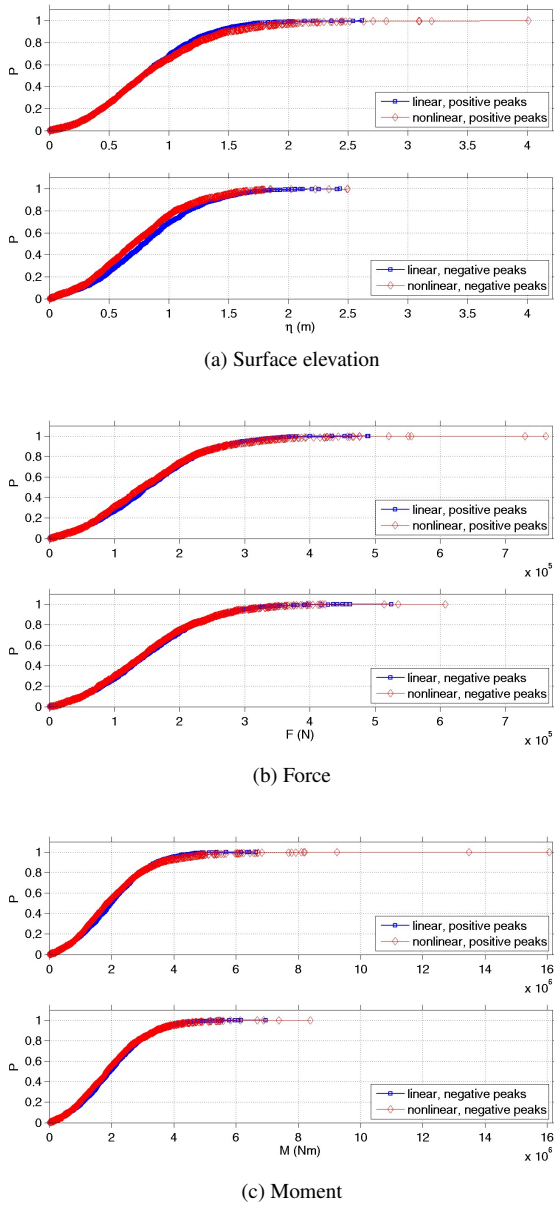 1
0.8
0.6
0.4
0.2
0
P
0 0.5 1 1.5 2 2.5 3 3.5 4
linear, positive peaks
nonlinear, positive peaks
1
0.8
0.6
0.4
0.2
0
P
0 0.5 1 1.5 2 2.5 3 3.5 4
η (m)
linear, negative peaks
nonlinear, negative peaks
(a) Surface elevation
1
0.8
0.6
0.4
0.2
0
P
0 1 2 3 4 5 6 7
x 10^5
linear, positive peaks
nonlinear, positive peaks
1
0.8
0.6
0.4
0.2
0
P
0 1 2 3 4 5 6 7
F (N)
x 10^5
linear, negative peaks
nonlinear, negative peaks
(b) Force
1
0.8
0.6
0.4
0.2
0
P
0 2 4 6 8 10 12 14 16
x 10^6
linear, positive peaks
nonlinear, positive peaks
1
0.8
0.6
0.4
0.2
0
P
0 2 4 6 8 10 12 14 16
M (Nm)
x 10^6
linear, negative peaks
nonlinear, negative peaks
(c) Moment